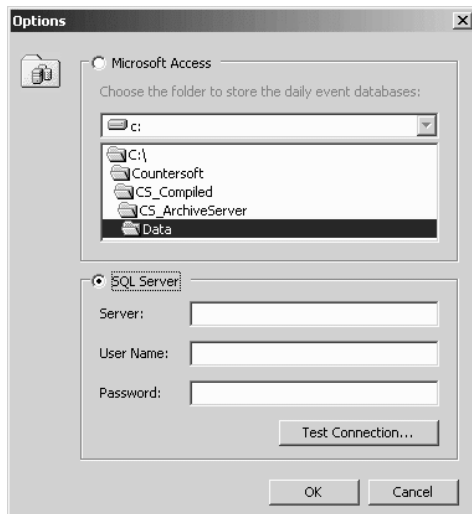 Options
Microsoft Access
Choose the folder to store the daily event databases:
c:
C:\
Countersoft
CS_Compiled
CS_ArchiveServer
Data
SQL Server
Server:
User Name:
Password:
Test Connection...
OK
Cancel